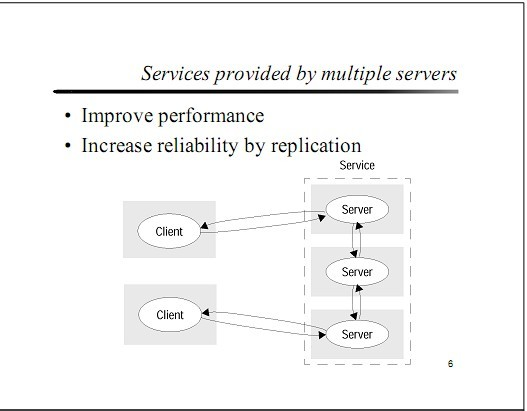 Services provided by multiple servers
• Improve performance
• Increase reliability by replication
Service
Server
Client
Server
Client
Server
6